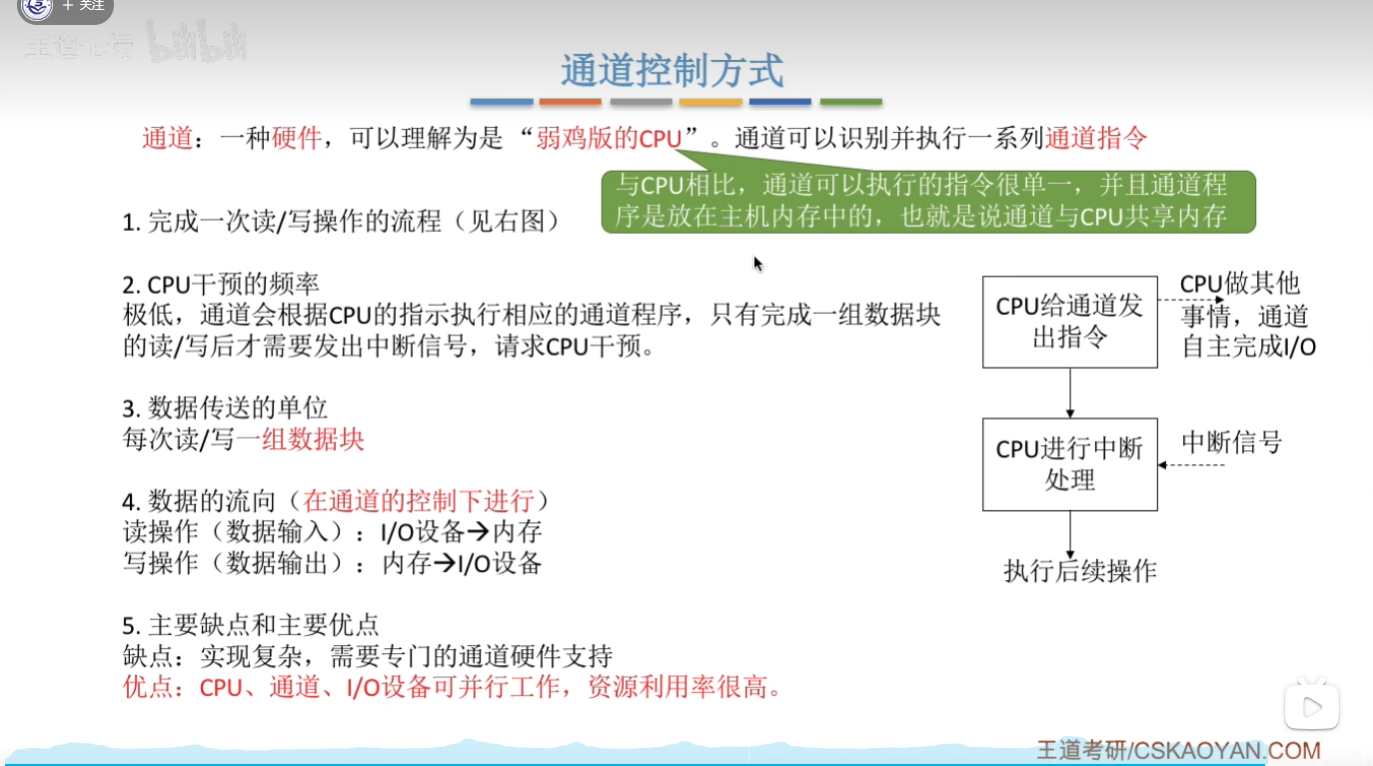 + 关注
王道论坛 bilibili
通道控制方式
通道：一种硬件，可以理解为是“弱鸡版的CPU”。通道可以识别并执行一系列通道指令
与CPU相比，通道可以执行的指令很单一，并且通道程
序是放在主机内存中的，也就是说通道与CPU共享内存
1. 完成一次读/写操作的流程（见右图）
2. CPU干预的频率
极低，通道会根据CPU的指示执行相应的通道程序，只有完成一组数据块
的读/写后才需要发出中断信号，请求CPU干预。
3. 数据传送的单位
每次读/写一组数据块
4. 数据的流向（在通道的控制下进行）
读操作（数据输入）：I/O设备→内存
写操作（数据输出）：内存→I/O设备
5. 主要缺点和主要优点
缺点：实现复杂，需要专门的通道硬件支持
优点：CPU、通道、I/O设备可并行工作，资源利用率很高。
CPU给通道发
出指令
CPU做其他
事情，通道
自主完成I/O
CPU进行中断
处理
中断信号
执行后续操作
王道考研/CSKAOYAN.COM